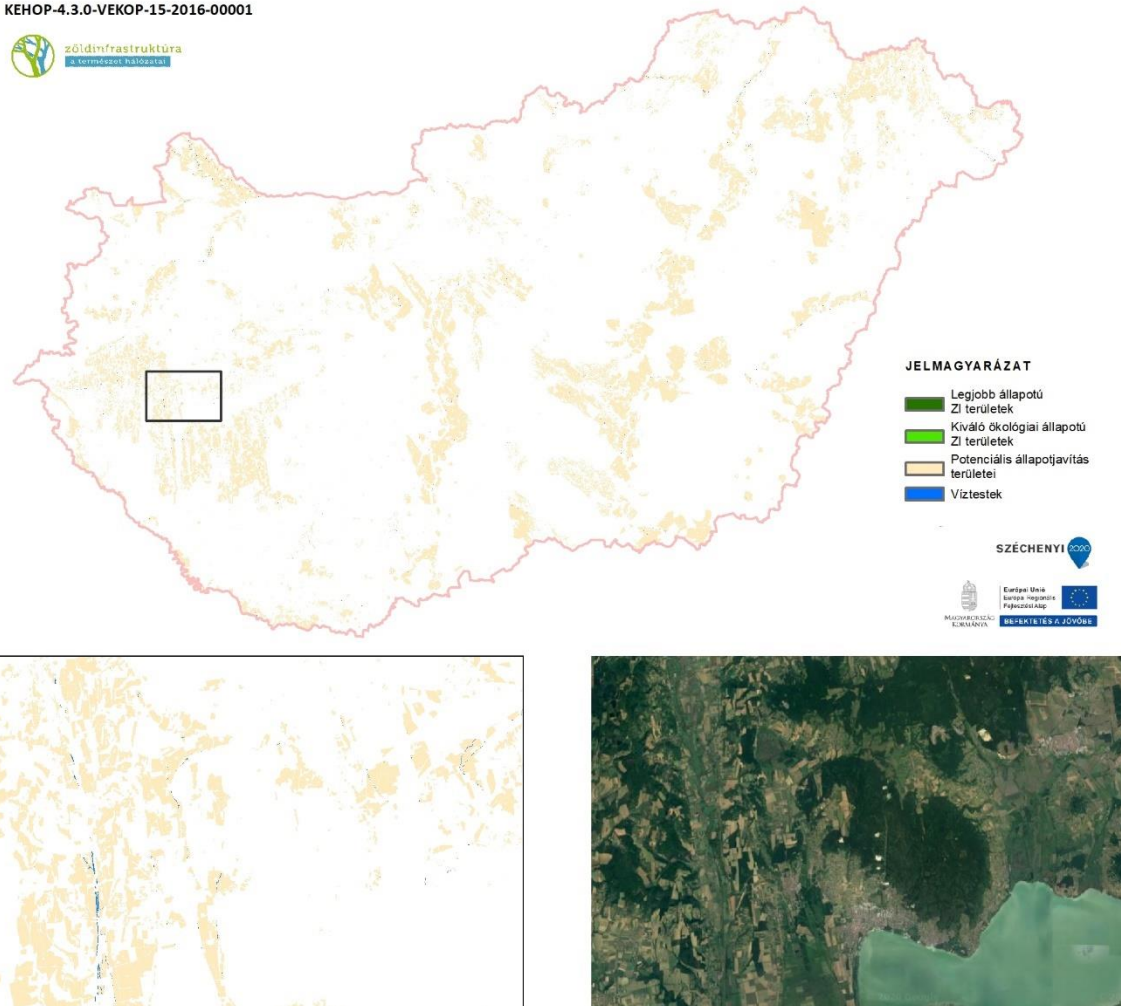 KEHOP-4.3.0-VEKOP-15-2016-00001
zöldinfrastruktúra
a természet hálózatai
JELMAGYARÁZAT
Legjobb állapotú
ZI területek
Kiváló ökológiai állapotú
ZI területek
Potenciális állapotjavítás
területei
Víztestek
SZÉCHENYI 2020
MAGYARORSZÁG
KORMÁNYA
Európai Unió
Európai Regionális
Fejlesztési Alap
BEFEKTETÉS A JÖVŐBE